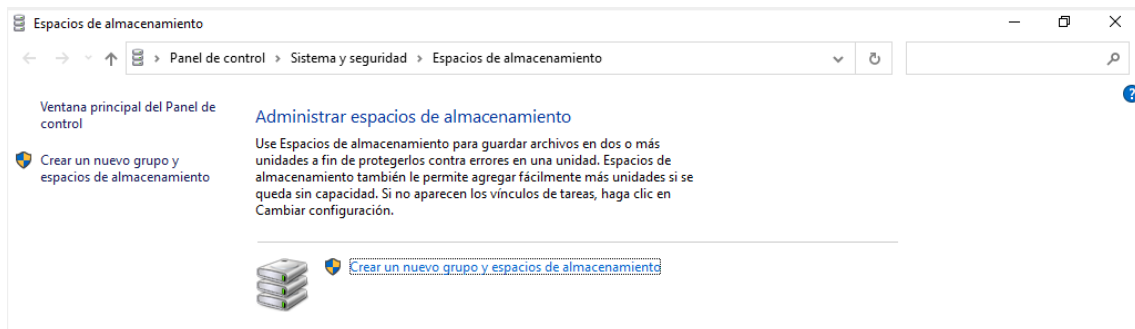 Espacios de almacenamiento
Panel de control > Sistema y seguridad > Espacios de almacenamiento
Ventana principal del Panel de
control
Crear un nuevo grupo y
espacios de almacenamiento
Administrar espacios de almacenamiento
Use Espacios de almacenamiento para guardar archivos en dos o más
unidades a fin de protegerlos contra errores en una unidad. Espacios de
almacenamiento también le permite agregar fácilmente más unidades si se
queda sin capacidad. Si no aparecen los vínculos de tareas, haga clic en
Cambiar configuración.
Crear un nuevo grupo y espacios de almacenamiento